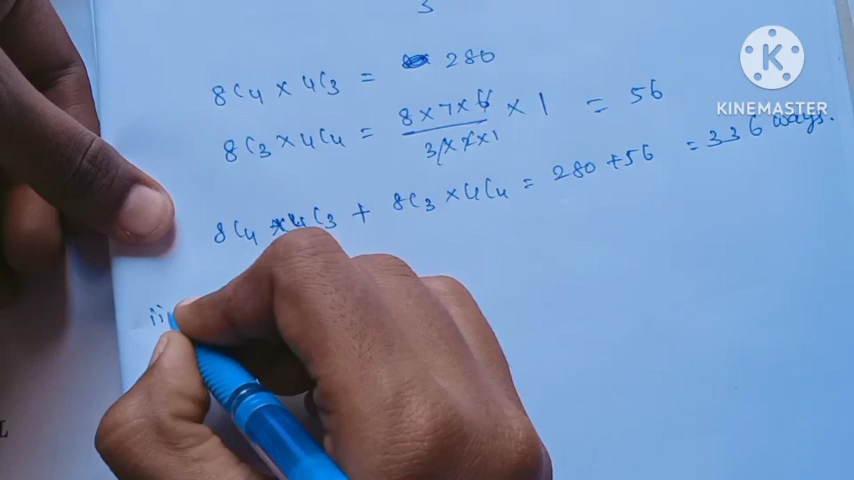 3
8C4 × 4C3 = 280
8C3 × 4C4 = 8 × 7 × 6 / 3 × 2 × 1 × 1 = 56
8C4 × 4C3 + 8C3 × 4C4 = 280 + 56 = 336 ways.
ii
L
KINEMASTER